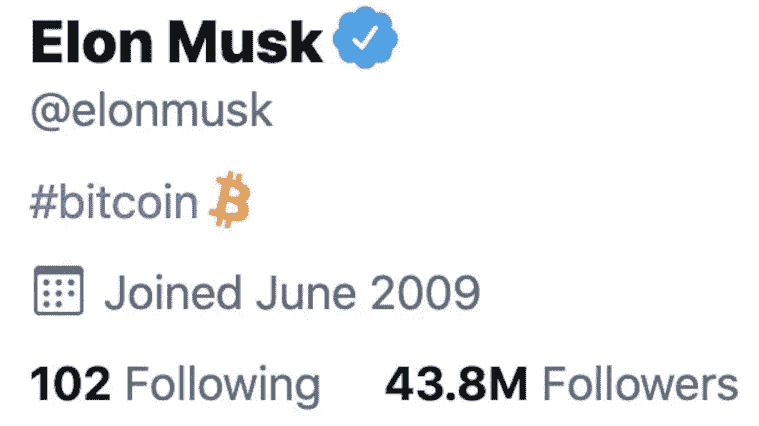 Elon Musk
@elonmusk
#bitcoin
Joined June 2009
102 Following 43.8M Followers